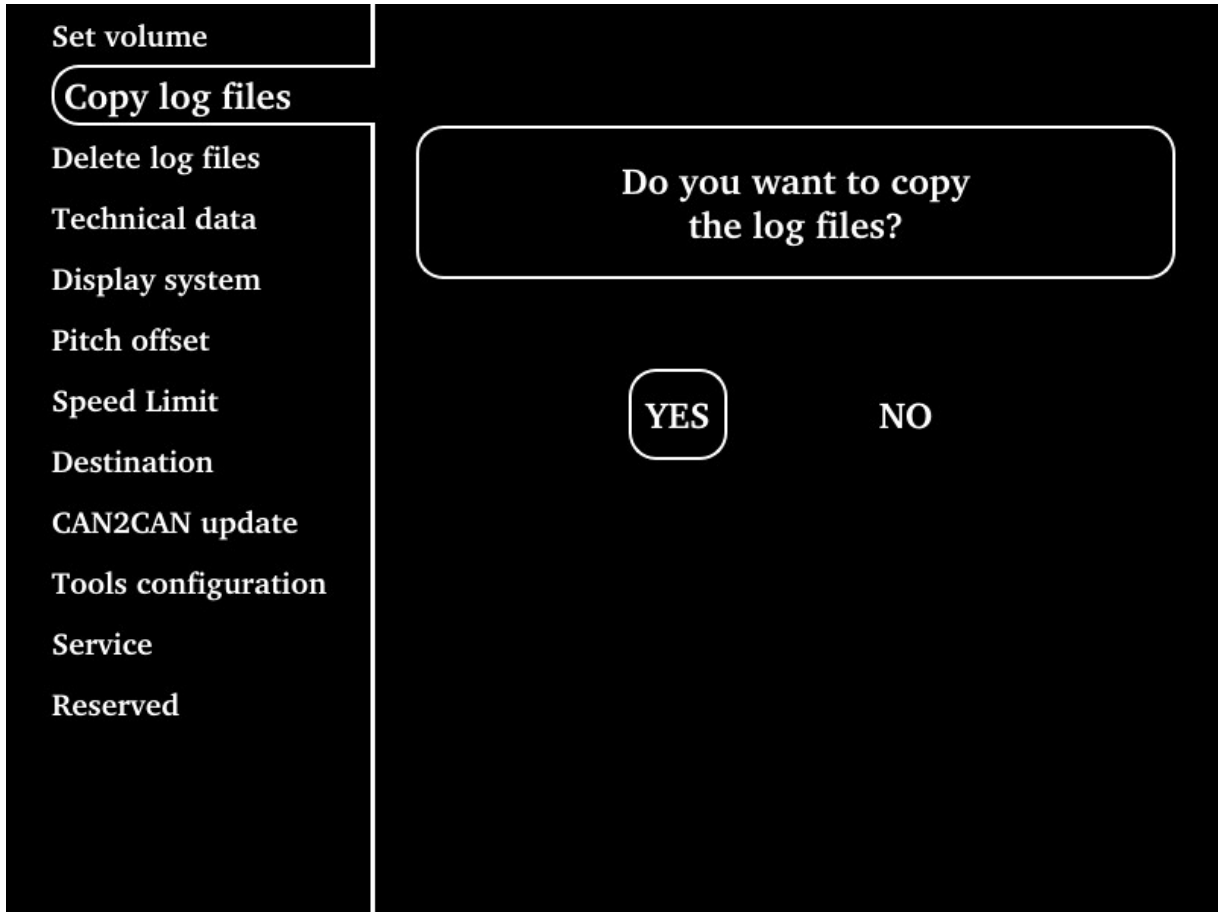 Set volume
Copy log files
Delete log files
Technical data
Display system
Pitch offset
Speed Limit
Destination
CAN2CAN update
Tools configuration
Service
Reserved
Do you want to copy
the log files?
YES NO